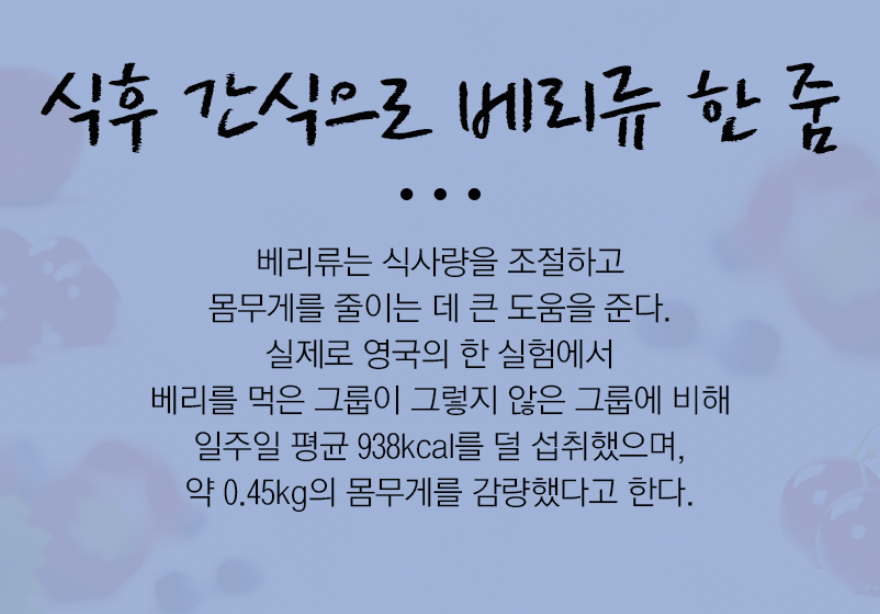 식후 간식으로 베리류 한 줌
•••
베리류는 식사량을 조절하고
몸무게를 줄이는 데 큰 도움을 준다.
실제로 영국의 한 실험에서
베리를 먹은 그룹이 그렇지 않은 그룹에 비해
일주일 평균 938kcal를 덜 섭취했으며,
약 0.45kg의 몸무게를 감량했다고 한다.